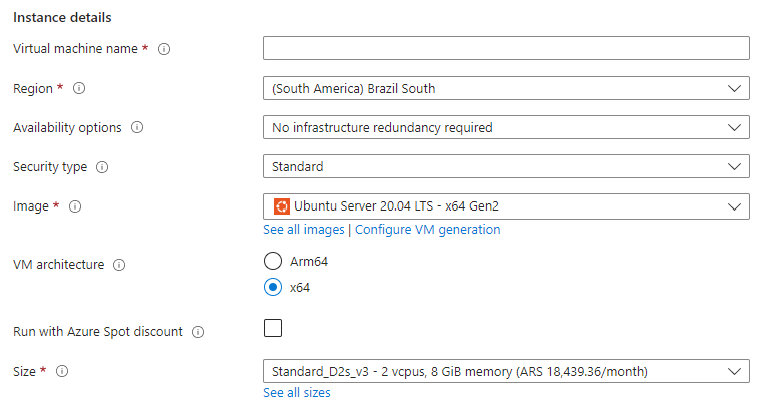 Instance details
Virtual machine name *
Region * (South America) Brazil South
Availability options No infrastructure redundancy required
Security type Standard
Image * Ubuntu Server 20.04 LTS - x64 Gen2
See all images | Configure VM generation
VM architecture
Arm64
x64
Run with Azure Spot discount
Size * Standard_D2s_v3 - 2 vcpus, 8 GiB memory (ARS 18,439.36/month)
See all sizes